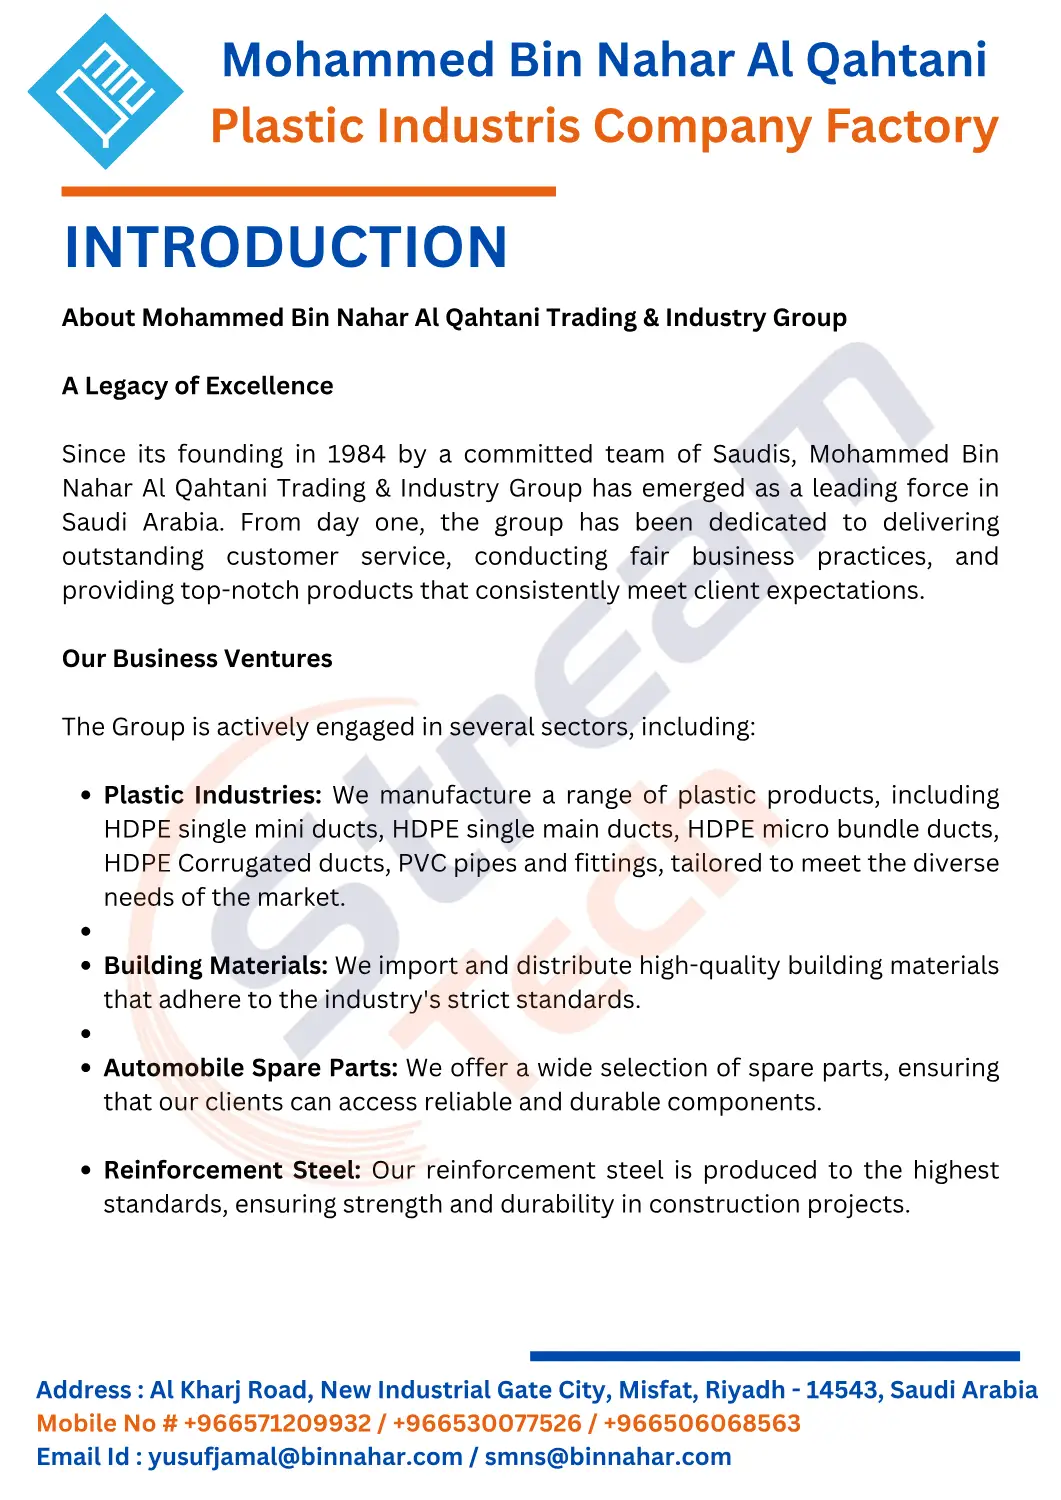 Mohammed Bin Nahar Al Qahtani
Plastic Industris Company Factory
INTRODUCTION
About Mohammed Bin Nahar Al Qahtani Trading & Industry Group
A Legacy of Excellence
Since its founding in 1984 by a committed team of Saudis, Mohammed Bin
Nahar Al Qahtani Trading & Industry Group has emerged as a leading force in
Saudi Arabia. From day one, the group has been dedicated to delivering
outstanding customer service, conducting fair business practices, and
providing top-notch products that consistently meet client expectations.
Our Business Ventures
The Group is actively engaged in several sectors, including:
• Plastic Industries: We manufacture a range of plastic products, including
HDPE single mini ducts, HDPE single main ducts, HDPE micro bundle ducts,
HDPE Corrugated ducts, PVC pipes and fittings, tailored to meet the diverse
needs of the market.
•
• Building Materials: We import and distribute high-quality building materials
that adhere to the industry's strict standards.
•
• Automobile Spare Parts: We offer a wide selection of spare parts, ensuring
that our clients can access reliable and durable components.
• Reinforcement Steel: Our reinforcement steel is produced to the highest
standards, ensuring strength and durability in construction projects.
Stream
Tech
Address : Al Kharj Road, New Industrial Gate City, Misfat, Riyadh - 14543, Saudi Arabia
Mobile No # +966571209932 / +966530077526 / +966506068563
Email Id : yusufjamal@binnahar.com / smns@binnahar.com